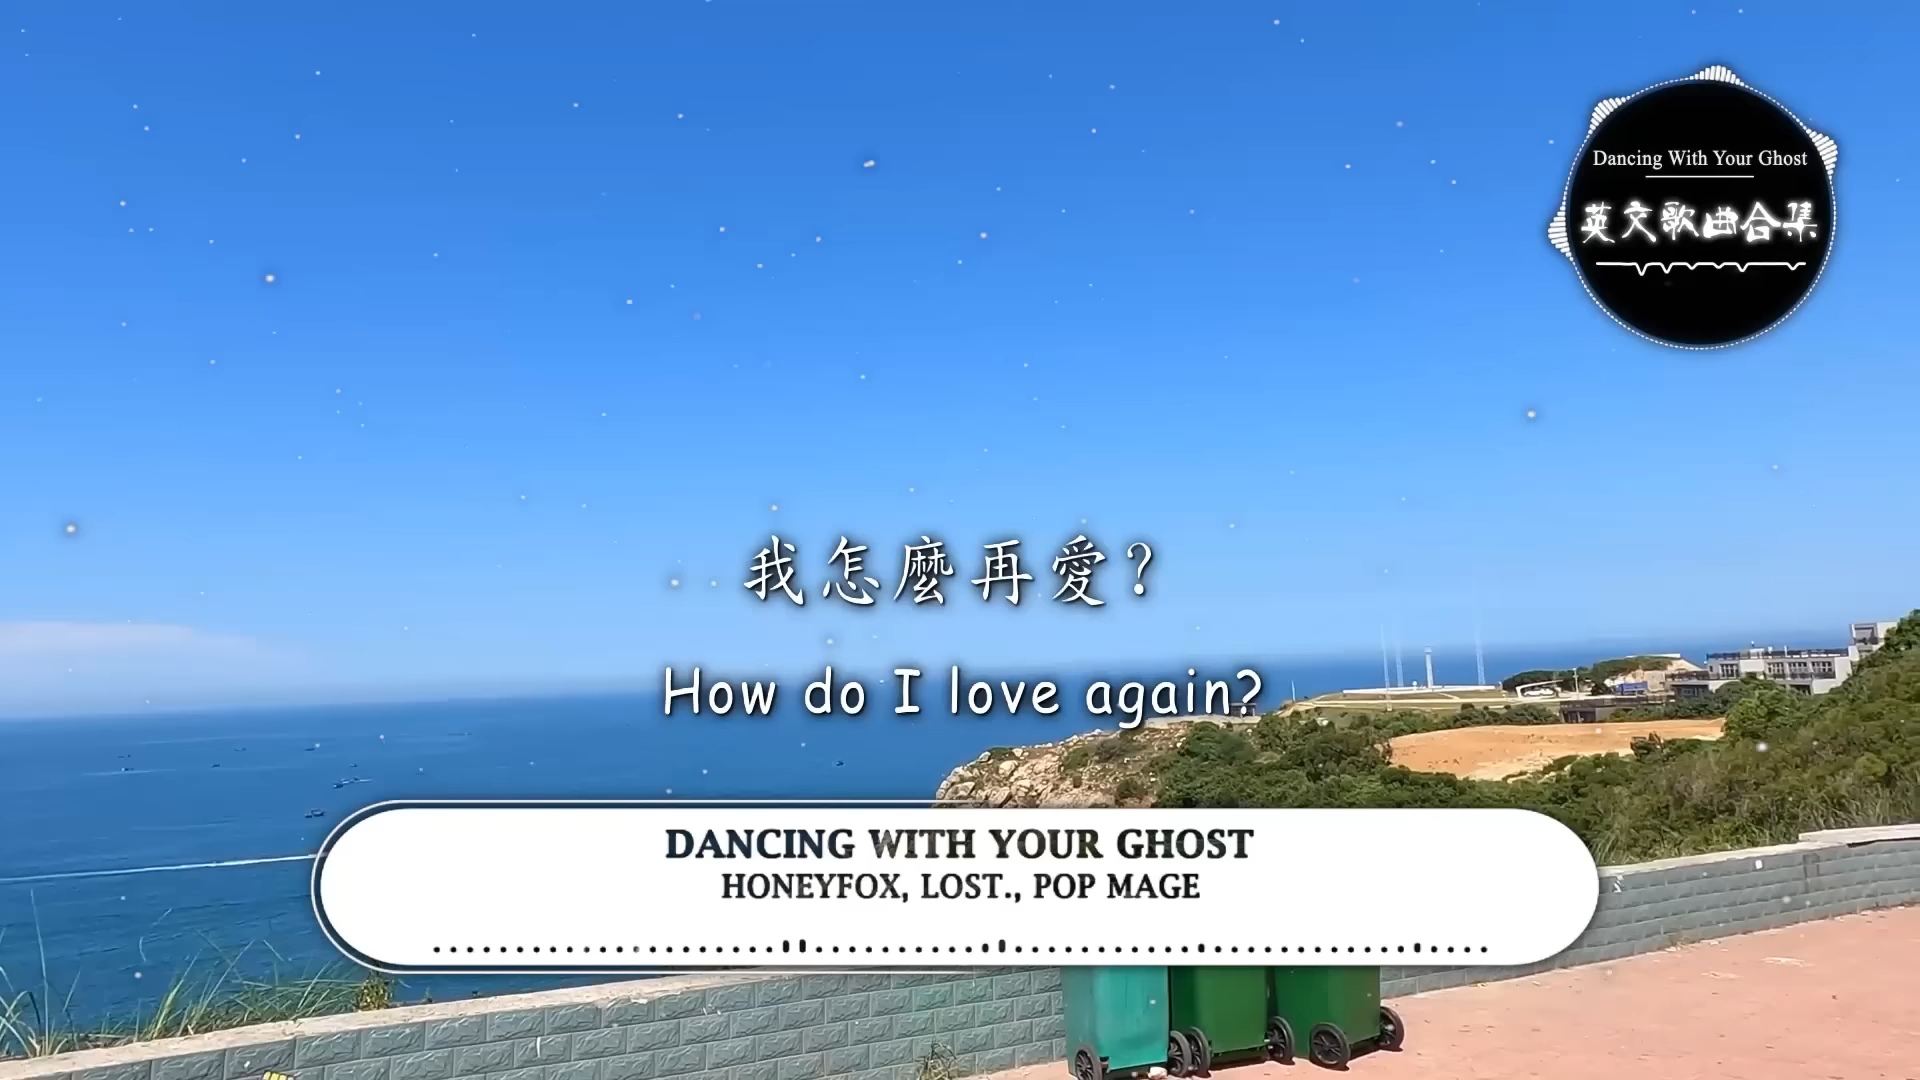 Dancing With Your Ghost
英文歌曲合集
我怎麼再愛？
How do I love again?
DANCING WITH YOUR GHOST
HONEYFOX, LOST., POP MAGE